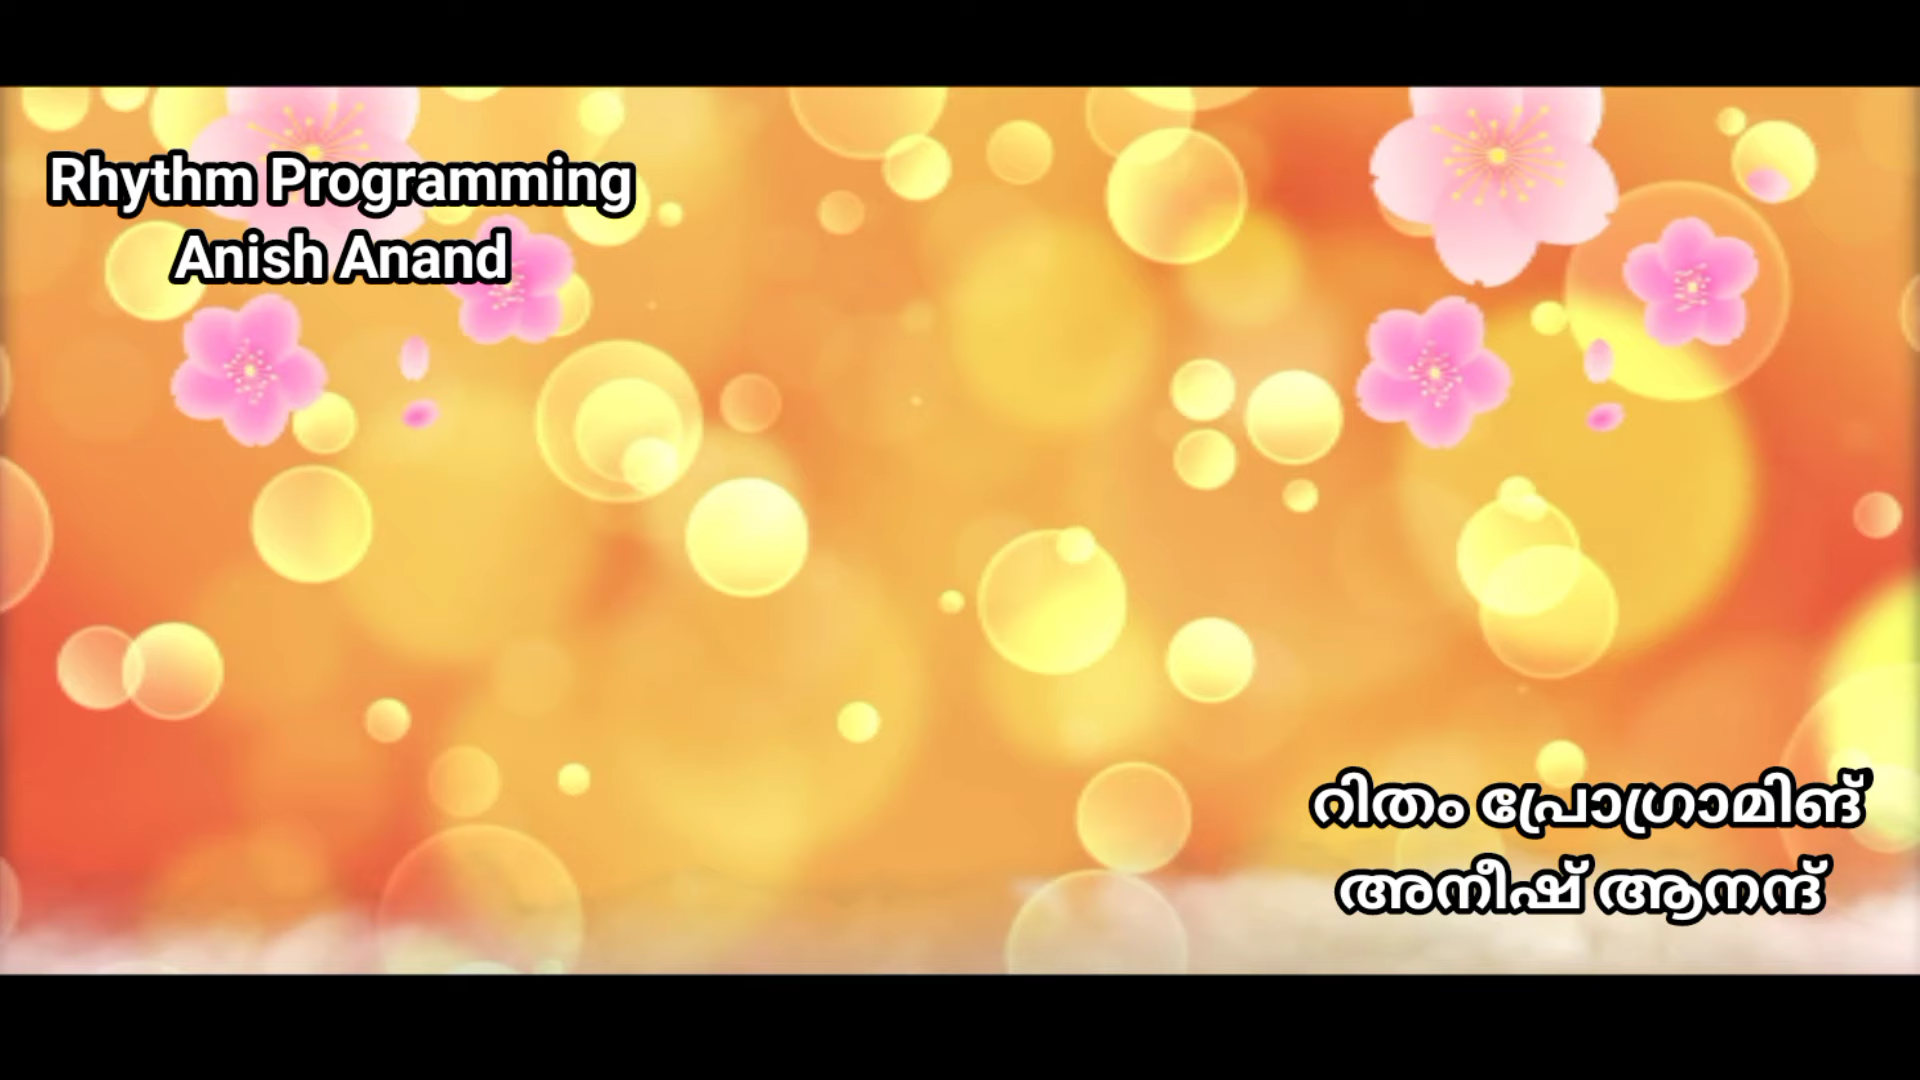 Rhythm Programming
Anish Anand
റിതം പ്രോഗ്രാമിങ്
അനീഷ് ആനന്ദ്